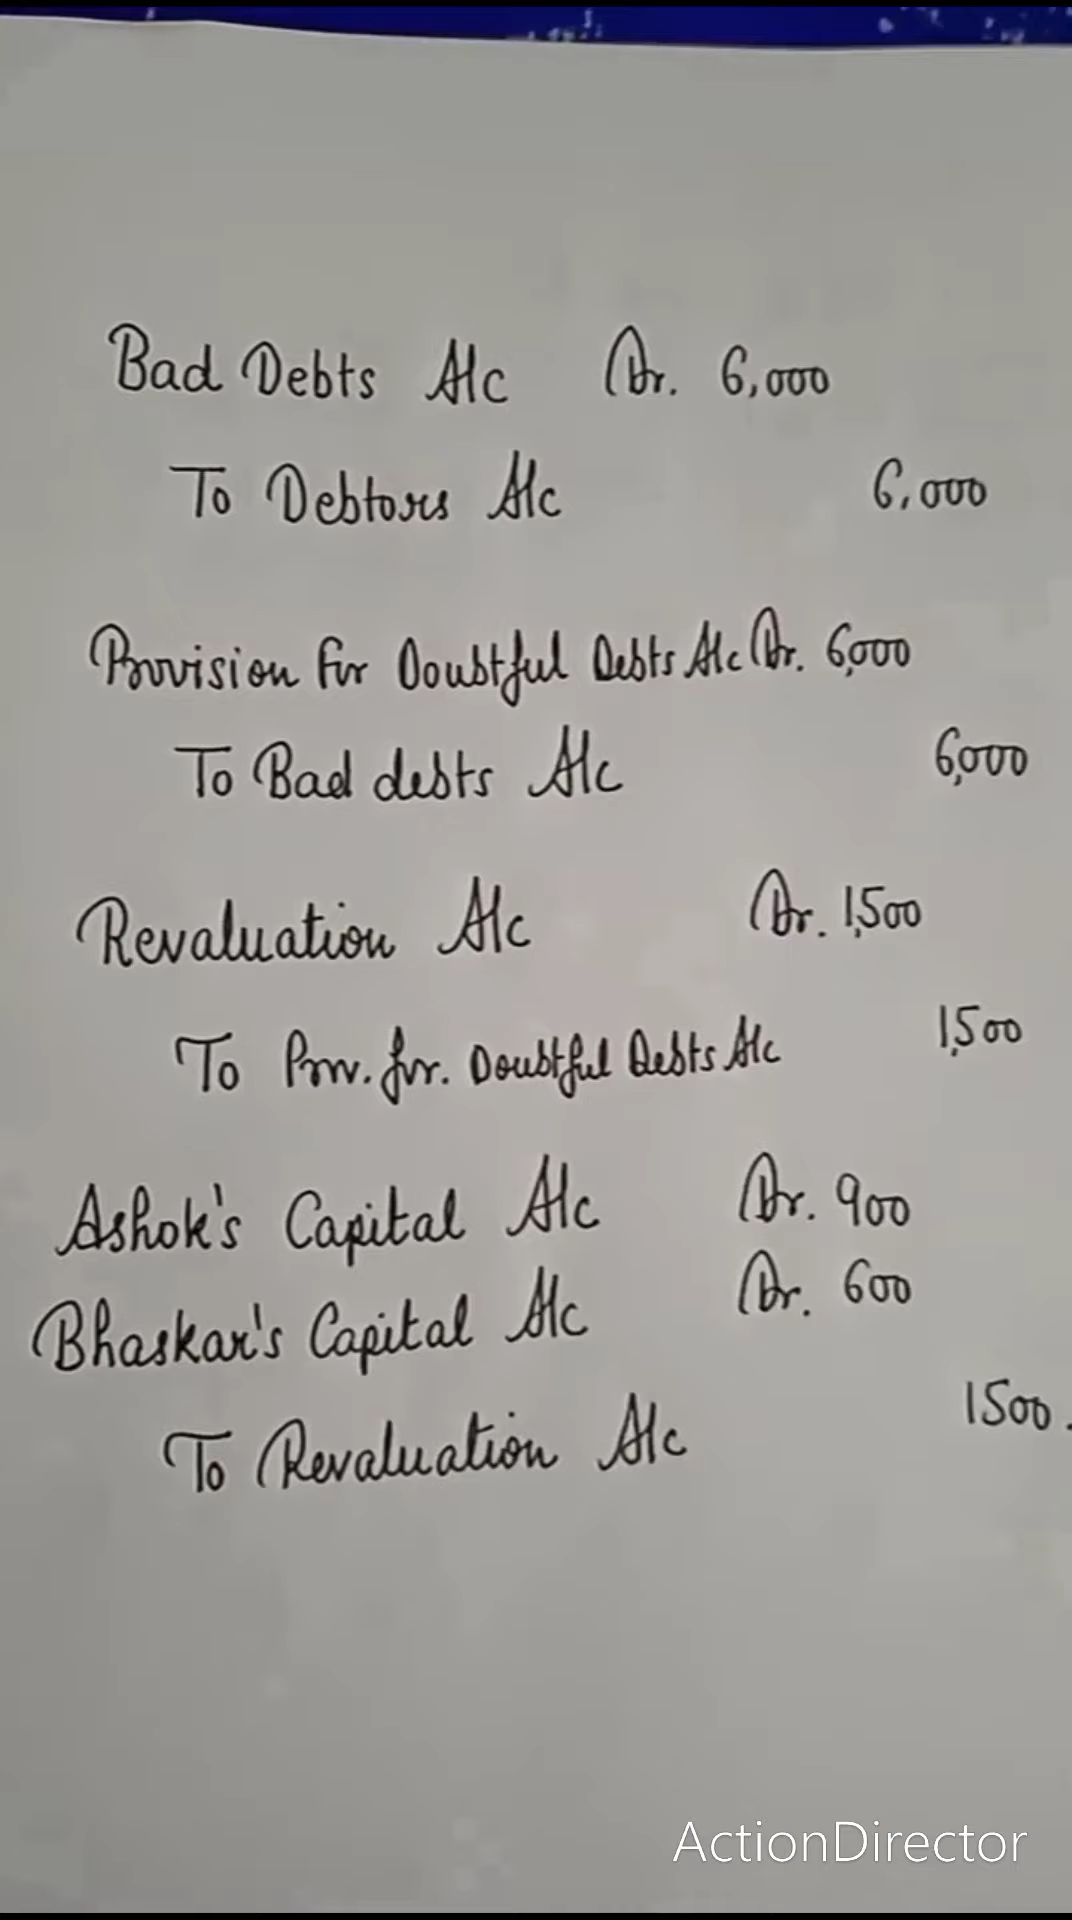 Bad Debts A/c Dr. 6,000
To Debtors A/c 6,000
Provision for Doubtful Debts A/c Dr. 6,000
To Bad debts A/c 6,000
Revaluation A/c Dr. 1,500
To Prov. for. Doubtful Debts A/c 1,500
Ashok's Capital A/c Dr. 900
Bhaskar's Capital A/c Dr. 600
To Revaluation A/c 1500.
ActionDirector